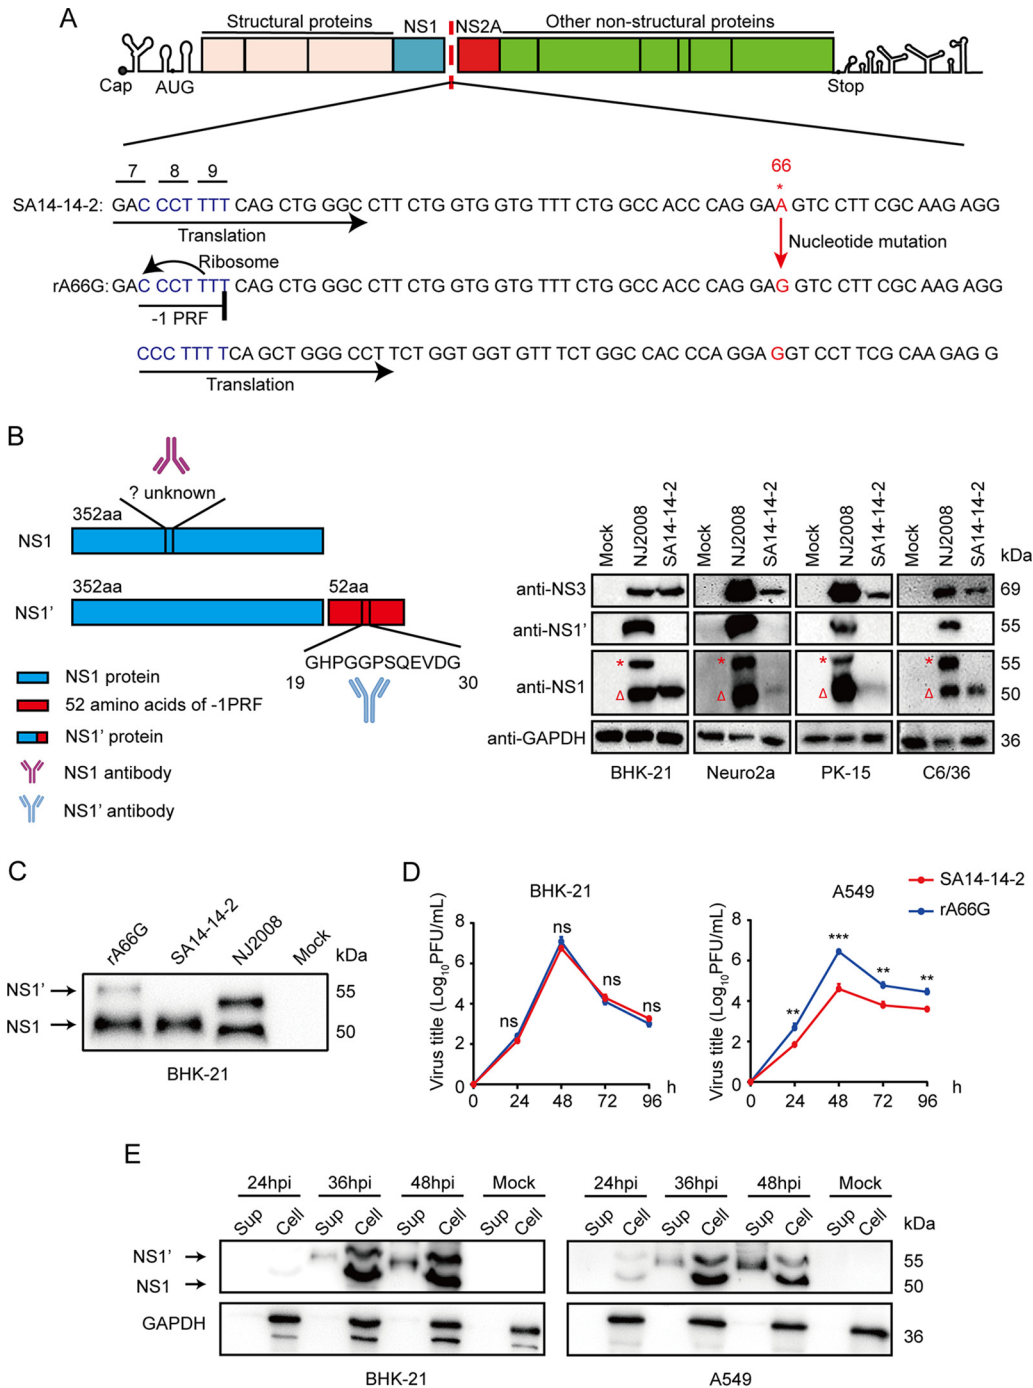 A
Structural proteins NS1 NS2A Other non-structural proteins
Cap AUG Stop
7 8 9 66
*
SA14-14-2: GAC CCT TTT CAG CTG GGC CTT CTG GTG GTG TTT CTG GCC ACC CAG GAA GTC CTT CGC AAG AGG
Translation Nucleotide mutation
Ribosome
rA66G: GAC CCT TTT CAG CTG GGC CTT CTG GTG GTG TTT CTG GCC ACC CAG GAG GTC CTT CGC AAG AGG
-1 PRF
CCC TTT TCA GCT GGG CCT TCT GGT GGT GTT TCT GGC CAC CCA GGA GGT CCT TCG CAA GAG G
Translation
B
? unknown
352aa
NS1
352aa 52aa
NS1'
GHPGGPSQEVDG
19 30
NS1 protein
52 amino acids of -1PRF
NS1' protein
NS1 antibody
NS1' antibody
Mock NJ2008 SA14-14-2 Mock NJ2008 SA14-14-2 Mock NJ2008 SA14-14-2 Mock NJ2008 SA14-14-2
kDa
anti-NS3 69
anti-NS1' 55
* * * * 55
anti-NS1
Δ Δ Δ Δ 50
anti-GAPDH 36
BHK-21 Neuro2a PK-15 C6/36
C
rA66G SA14-14-2 NJ2008 Mock
kDa
NS1' 55
NS1 50
BHK-21
D
BHK-21
Virus title (Log10PFU/mL)
8
6
4
2
0
ns ns ns ns
0 24 48 72 96 h
A549
SA14-14-2
rA66G
Virus title (Log10PFU/mL)
8
6
4
2
0
** *** ** **
0 24 48 72 96 h
E
24hpi 36hpi 48hpi Mock 24hpi 36hpi 48hpi Mock
Sup Cell Sup Cell Sup Cell Sup Cell Sup Cell Sup Cell Sup Cell Sup Cell
kDa
NS1' 55
NS1 50
GAPDH 36
BHK-21 A549